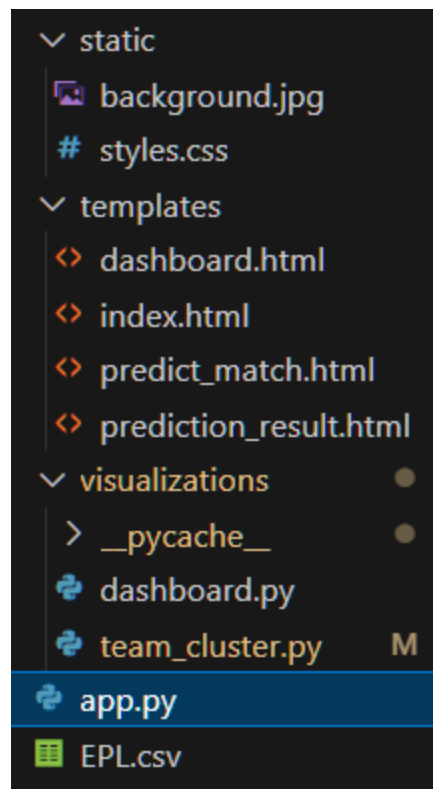 static
background.jpg
# styles.css
templates
<> dashboard.html
<> index.html
<> predict_match.html
<> prediction_result.html
visualizations
__pycache__
dashboard.py
team_cluster.py M
app.py
EPL.csv